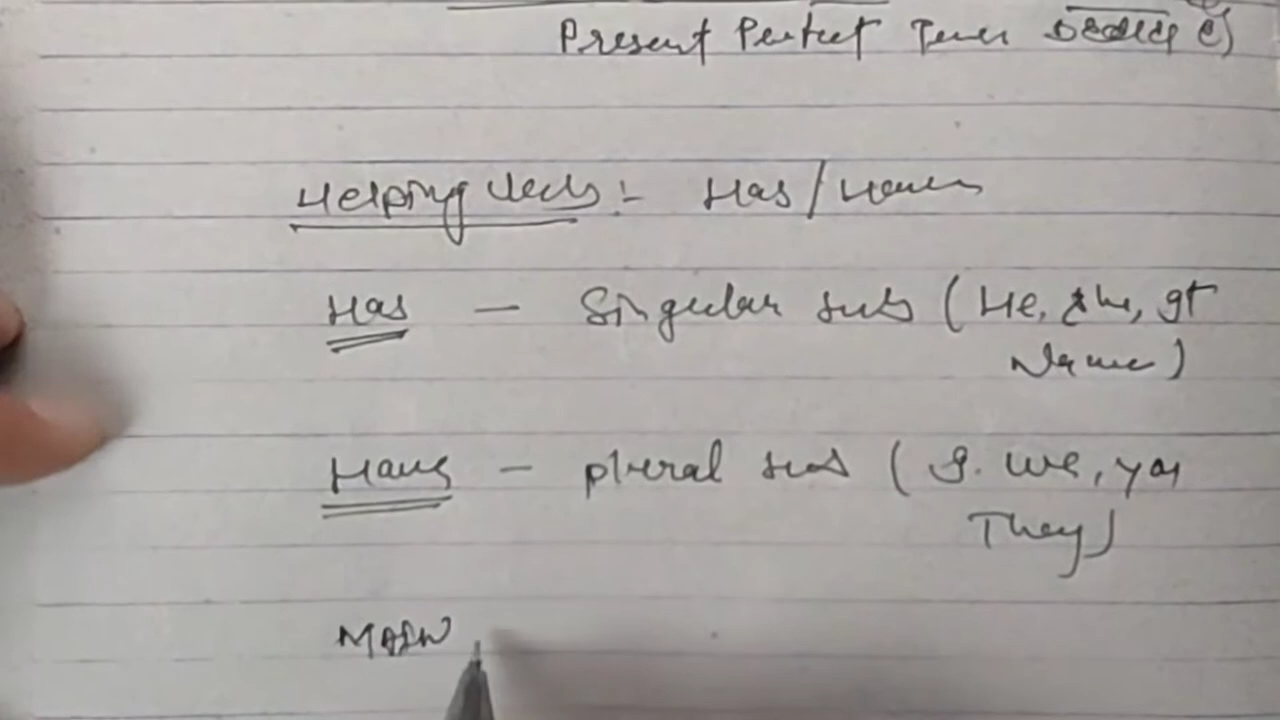 Present Perfect Tense
Helping Verb :- Has / Have
Has — Singular sub (He, she, It
Name)
Have — plural sub (I. We, you
They)
MAIN